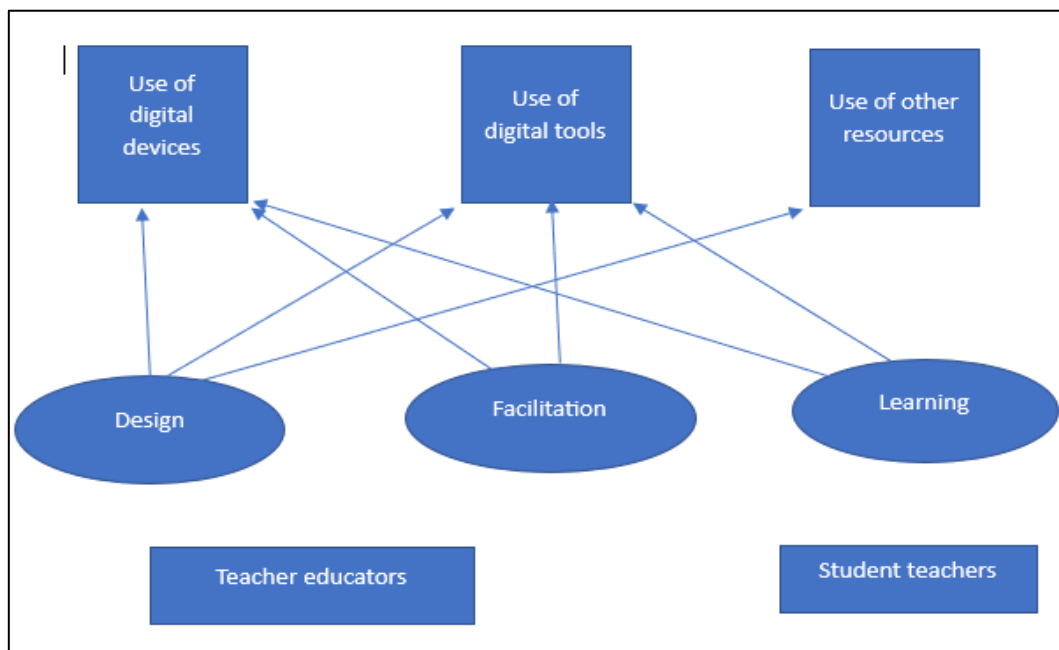 Use of
digital
devices
Use of
digital tools
Use of other
resources
Design
Facilitation
Learning
Teacher educators
Student teachers